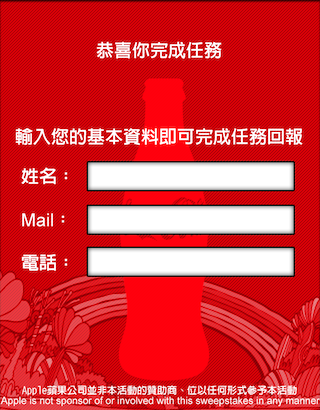 恭喜你完成任務
輸入您的基本資料即可完成任務回報
姓名：
Mail：
電話：
Apple蘋果公司並非本活動的贊助商、位以任何形式參予本活動
Apple is not sponsor of or involved with this sweepstakes in any manner